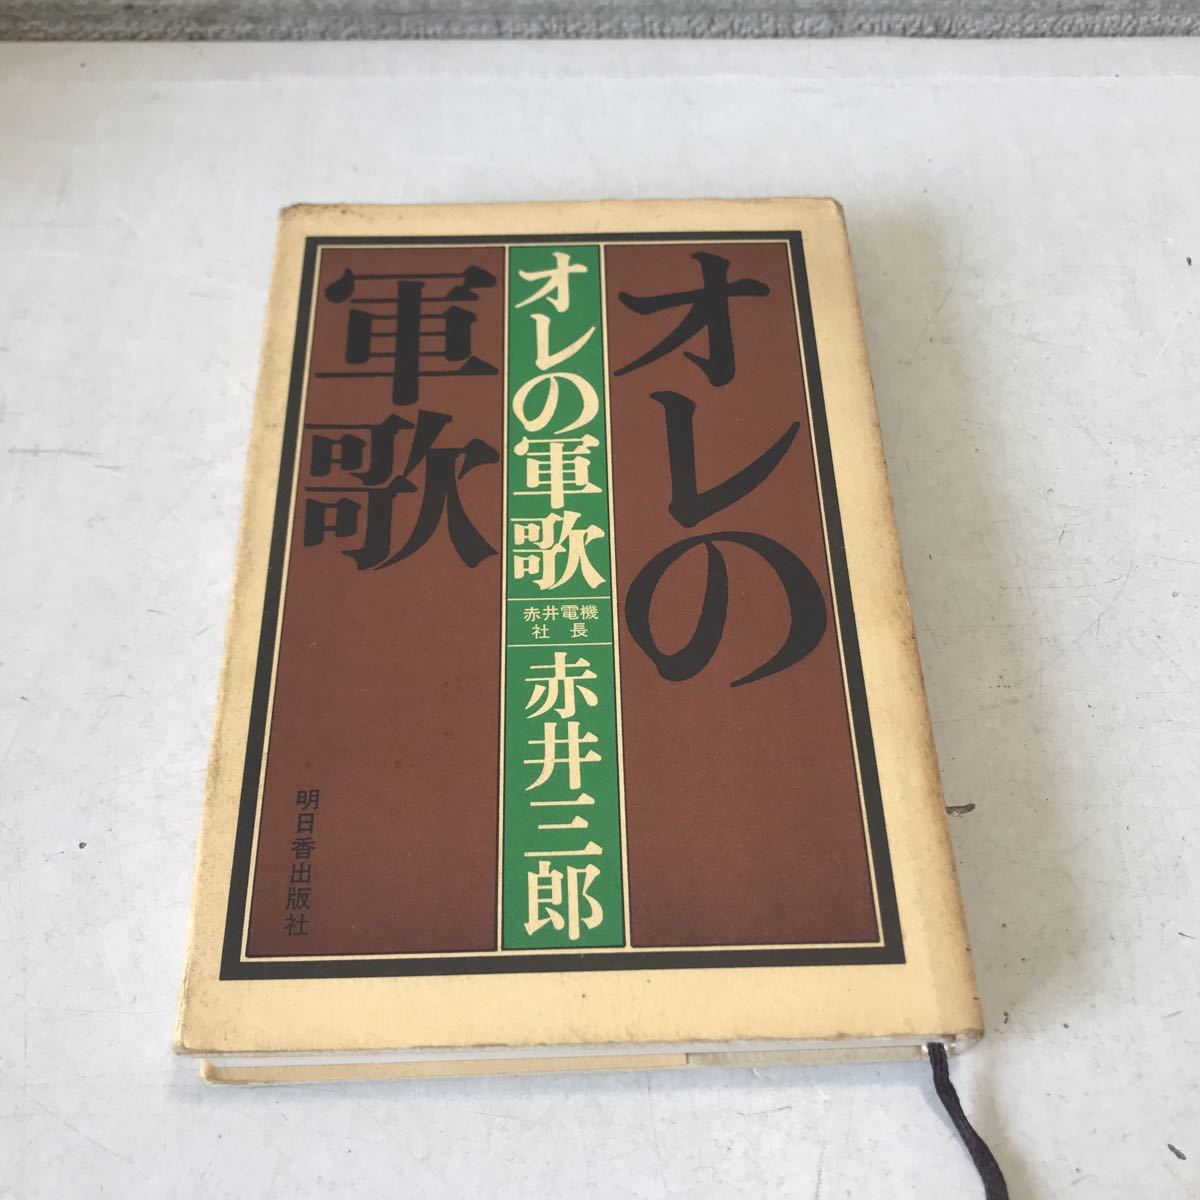 オレの
軍歌
オレの軍歌
赤井電機
社長
赤井三郎
明日香出版社